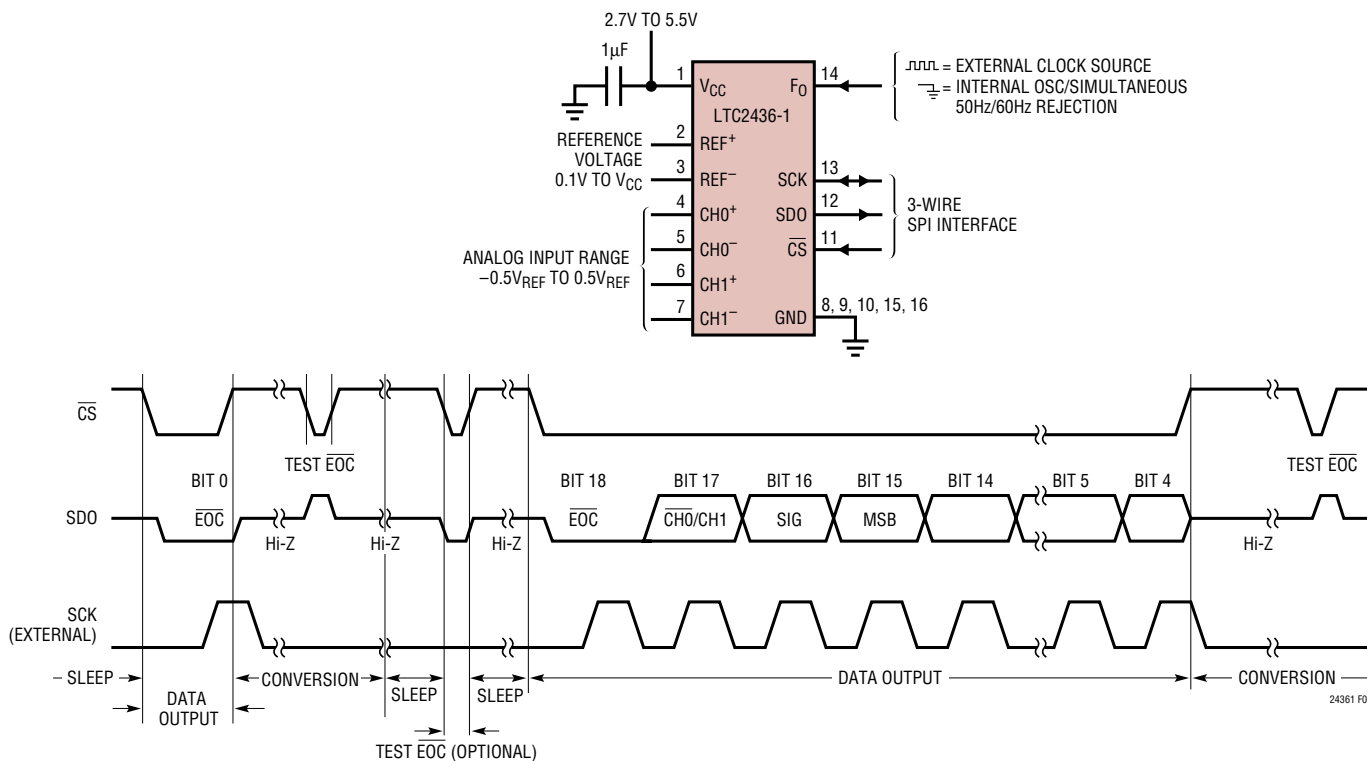 2.7V TO 5.5V
1µF
1
VCC
FO
14
= EXTERNAL CLOCK SOURCE
= INTERNAL OSC/SIMULTANEOUS
50Hz/60Hz REJECTION
LTC2436-1
REFERENCE
VOLTAGE
0.1V TO VCC
2
REF+
3
REF–
SCK
13
4
CH0+
SDO
12
3-WIRE
SPI INTERFACE
5
CH0–
CS
11
ANALOG INPUT RANGE
–0.5VREF TO 0.5VREF
6
CH1+
7
CH1–
GND
8, 9, 10, 15, 16
CS
TEST EOC
TEST EOC
BIT 0
BIT 18
BIT 17
BIT 16
BIT 15
BIT 14
BIT 5
BIT 4
SDO
EOC
EOC
CH0/CH1
SIG
MSB
Hi-Z
Hi-Z
Hi-Z
Hi-Z
SCK
(EXTERNAL)
SLEEP
DATA
OUTPUT
CONVERSION
SLEEP
SLEEP
DATA OUTPUT
CONVERSION
TEST EOC (OPTIONAL)
24361 F0